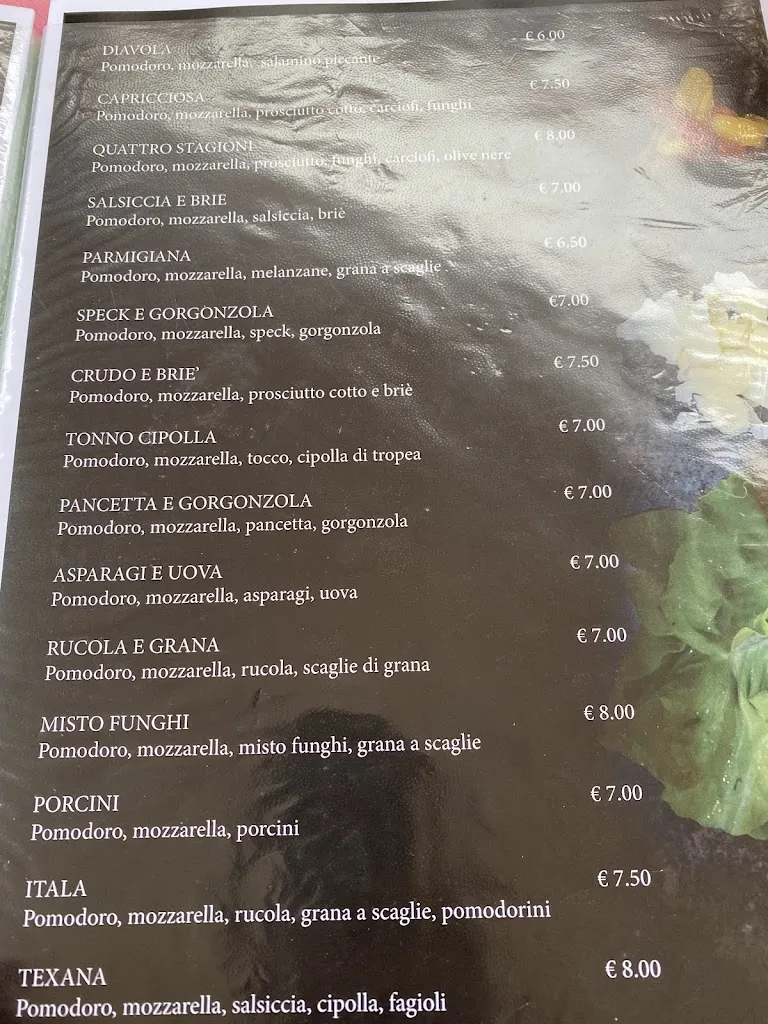 DIAVOLA € 6.00
Pomodoro, mozzarella, salamino piccante
CAPRICCIOSA € 7.50
Pomodoro, mozzarella, prosciutto cotto, carciofi, funghi
QUATTRO STAGIONI € 8.00
Pomodoro, mozzarella, prosciutto, funghi, carciofi, olive nere
SALSICCIA E BRIE € 7.00
Pomodoro, mozzarella, salsiccia, briè
PARMIGIANA € 6.50
Pomodoro, mozzarella, melanzane, grana a scaglie
SPECK E GORGONZOLA €7.00
Pomodoro, mozzarella, speck, gorgonzola
CRUDO E BRIE' € 7.50
Pomodoro, mozzarella, prosciutto cotto e briè
TONNO CIPOLLA € 7.00
Pomodoro, mozzarella, tocco, cipolla di tropea
PANCETTA E GORGONZOLA € 7.00
Pomodoro, mozzarella, pancetta, gorgonzola
ASPARAGI E UOVA € 7.00
Pomodoro, mozzarella, asparagi, uova
RUCOLA E GRANA € 7.00
Pomodoro, mozzarella, rucola, scaglie di grana
MISTO FUNGHI € 8.00
Pomodoro, mozzarella, misto funghi, grana a scaglie
PORCINI € 7.00
Pomodoro, mozzarella, porcini
ITALA € 7.50
Pomodoro, mozzarella, rucola, grana a scaglie, pomodorini
TEXANA € 8.00
Pomodoro, mozzarella, salsiccia, cipolla, fagioli